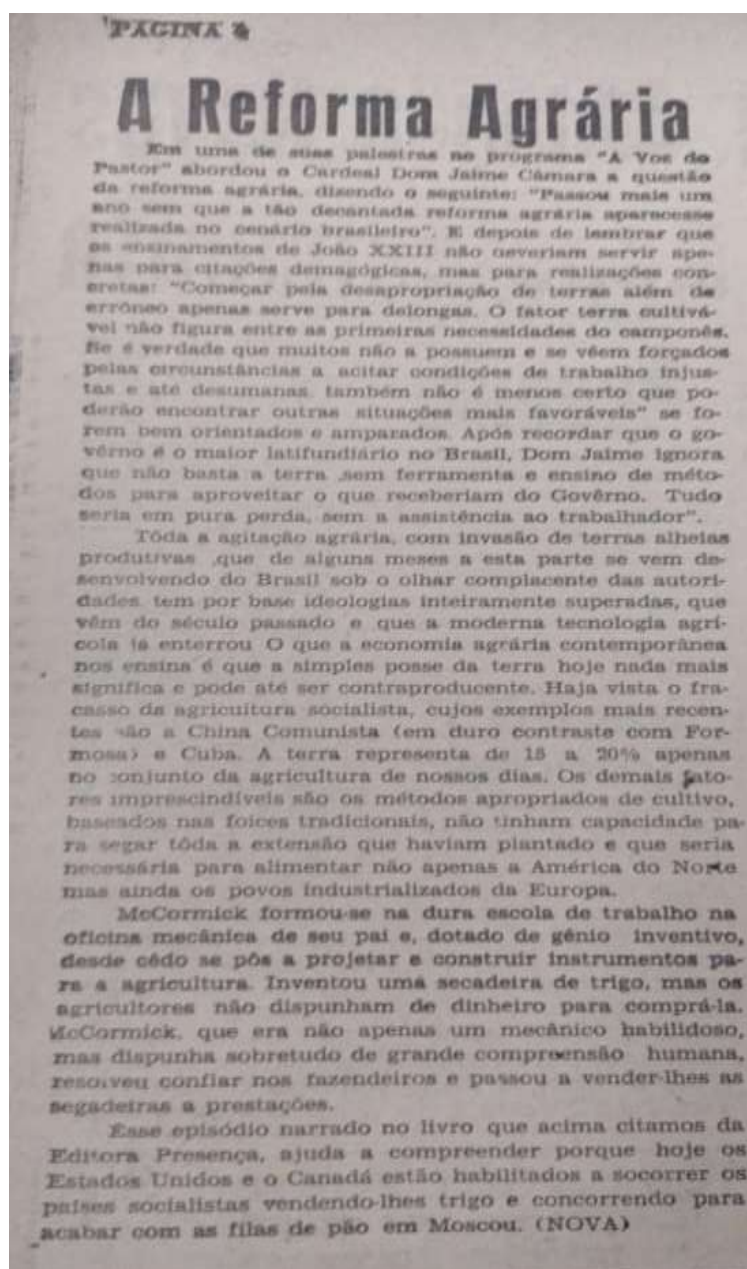 PAGINA 4
A Reforma Agrária
Em uma de suas palestras no programa "A Voz do
Pastor" abordou o Cardeal Dom Jaime Câmara a questão
da reforma agrária, dizendo o seguinte: "Passou mais um
ano sem que a tão decantada reforma agrária aparecesse
realizada no cenário brasileiro". E depois de lembrar que
os ensinamentos de João XXIII não deveriam servir ape-
nas para citações demagógicas, mas para realizações con-
cretas: "Começar pela desapropriação de terras além de
errôneo apenas serve para delongas. O fator terra cultivá-
vel não figura entre as primeiras necessidades do camponês.
Se é verdade que muitos não a possuem e se vêem forçados
pelas circunstâncias a acitar condições de trabalho injus-
tas e até desumanas, também não é menos certo que po-
derão encontrar outras situações mais favoráveis" se fo-
rem bem orientados e amparados. Após recordar que o go-
vêrno é o maior latifundiário no Brasil, Dom Jaime ignora
que não basta a terra ,sem ferramenta e ensino de méto-
dos para aproveitar o que receberiam do Govêrno. Tudo
seria em pura perda, sem a assistência ao trabalhador".
Tôda a agitação agrária, com invasão de terras alheias
produtivas ,que de alguns meses a esta parte se vem de-
senvolvendo do Brasil sob o olhar complacente das autori-
dades, tem por base ideologias inteiramente superadas, que
vêm do século passado e que a moderna tecnologia agrí-
cola já enterrou O que a economia agrária contemporânea
nos ensina é que a simples posse da terra hoje nada mais
significa e pode até ser contraproducente. Haja vista o fra-
casso da agricultura socialista, cujos exemplos mais recen-
tes são a China Comunista (em duro contraste com For-
mosa) e Cuba. A terra representa de 15 a 20% apenas
no conjunto da agricultura de nossos dias. Os demais fato-
res imprescindíveis são os métodos apropriados de cultivo,
baseados nas foices tradicionais, não tinham capacidade pa-
ra segar tôda a extensão que haviam plantado e que seria
necessária para alimentar não apenas a América do Norte
mas ainda os povos industrializados da Europa.
McCormick formou-se na dura escola de trabalho na
oficina mecânica de seu pai e, dotado de gênio inventivo,
desde cêdo se pôs a projetar e construir instrumentos pa-
ra a agricultura. Inventou uma secadeira de trigo, mas os
agricultores não dispunham de dinheiro para comprá-la.
McCormick, que era não apenas um mecânico habilidoso,
mas dispunha sobretudo de grande compreensão humana,
resolveu confiar nos fazendeiros e passou a vender-lhes as
segadeiras a prestações.
Esse episódio narrado no livro que acima citamos da
Editora Presença, ajuda a compreender porque hoje os
Estados Unidos e o Canadá estão habilitados a socorrer os
países socialistas vendendo-lhes trigo e concorrendo para
acabar com as filas de pão em Moscou. (NOVA)